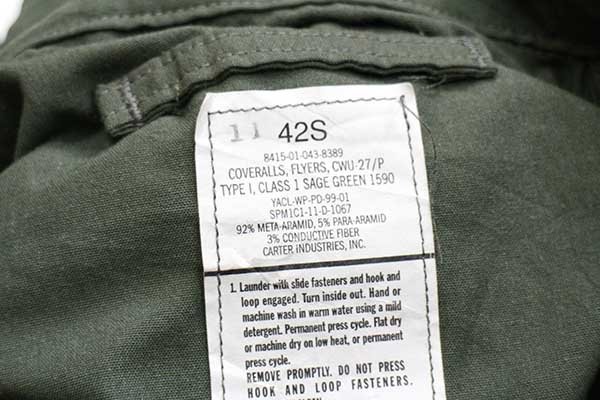 11 42S
8415-01-043-8389
COVERALLS, FLYERS, CWU-27/P
TYPE I, CLASS 1 SAGE GREEN 1590
YACL-WP-PD-99-01
SPM1C1-11-D-1067
92% META-ARAMID, 5% PARA-ARAMID
3% CONDUCTIVE FIBER
CARTER INDUSTRIES, INC.
1. Launder with slide fasteners and hook and
loop engaged. Turn inside out. Hand or
machine wash in warm water using a mild
detergent. Permanent press cycle. Flat dry
or machine dry on low heat, or permanent
press cycle.
REMOVE PROMPTLY. DO NOT PRESS
HOOK AND LOOP FASTENERS.